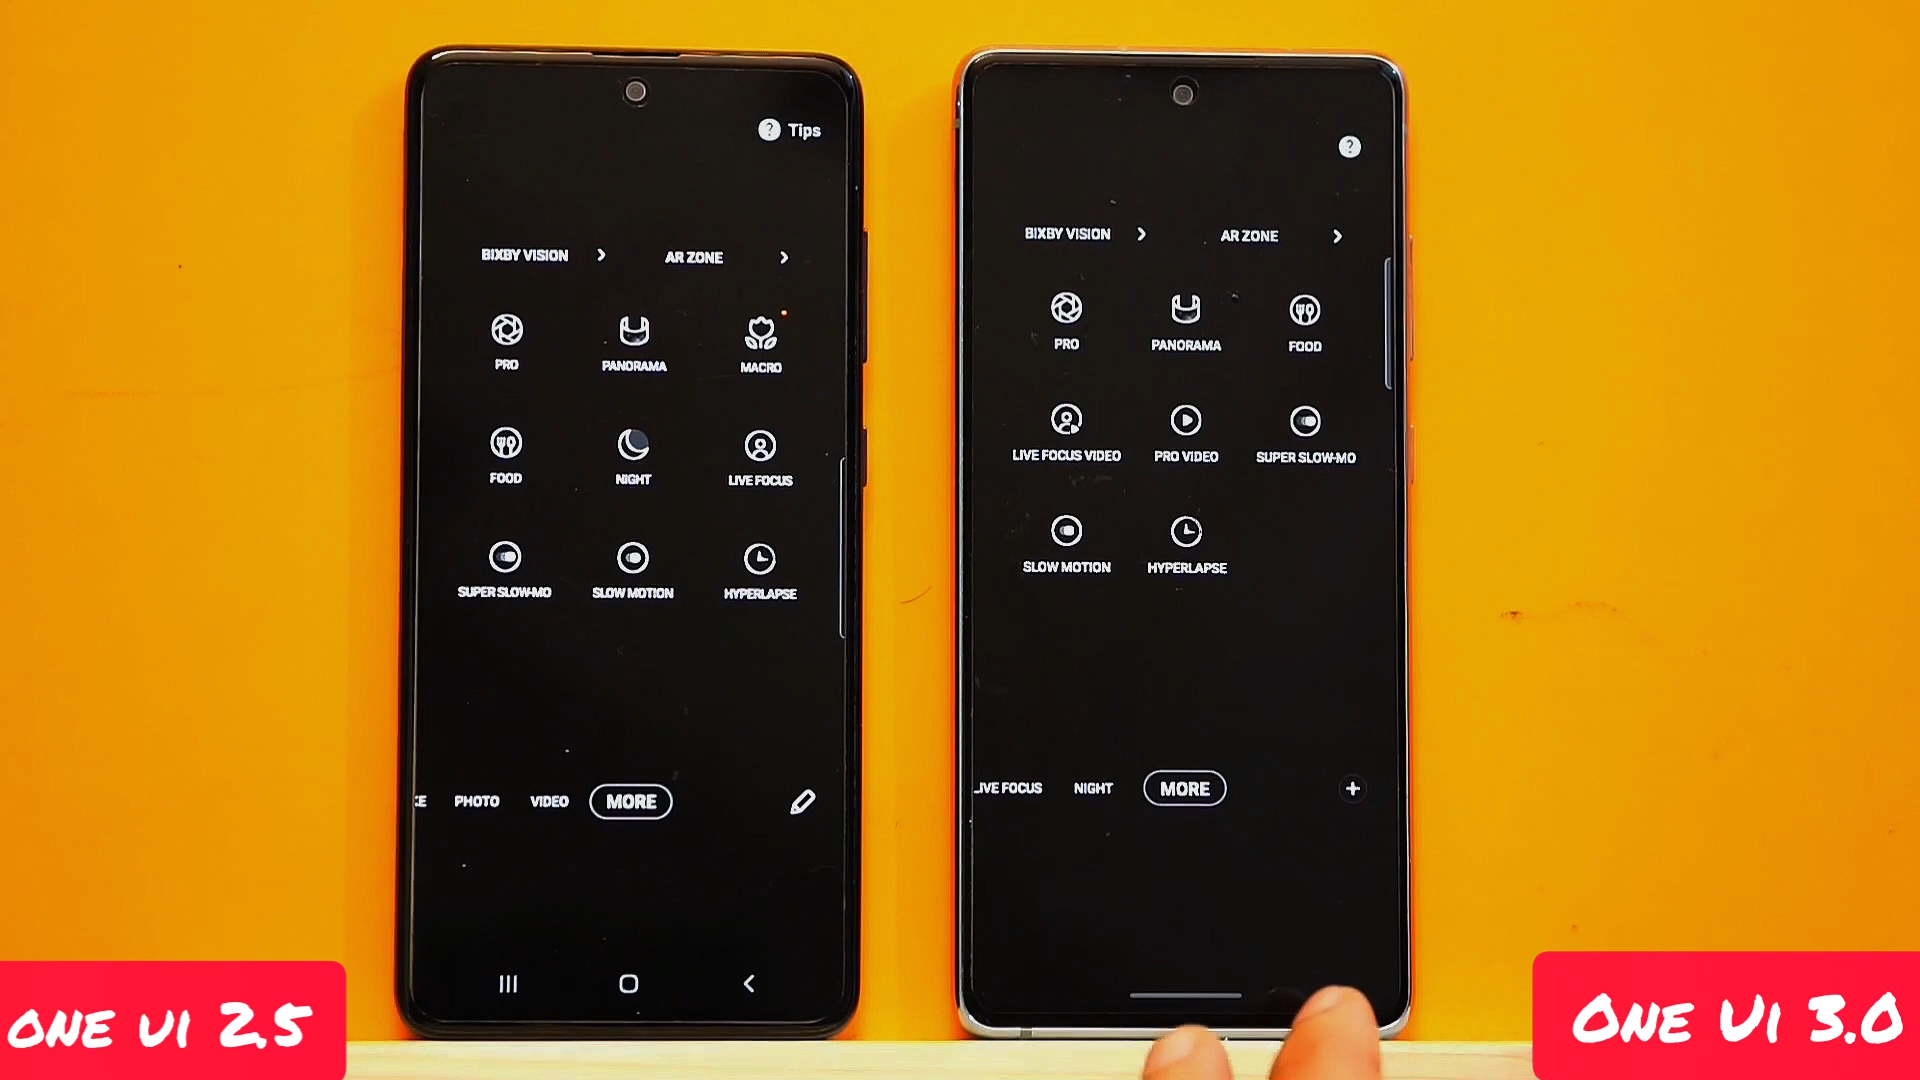 Tips
BIXBY VISION
AR ZONE
PRO
PANORAMA
MACRO
FOOD
NIGHT
LIVE FOCUS
SUPER SLOW-MO
SLOW MOTION
HYPERLAPSE
PHOTO
VIDEO
MORE
ONE UI 2.5
BIXBY VISION
AR ZONE
PRO
PANORAMA
FOOD
LIVE FOCUS VIDEO
PRO VIDEO
SUPER SLOW-MO
SLOW MOTION
HYPERLAPSE
LIVE FOCUS
NIGHT
MORE
ONE UI 3.0